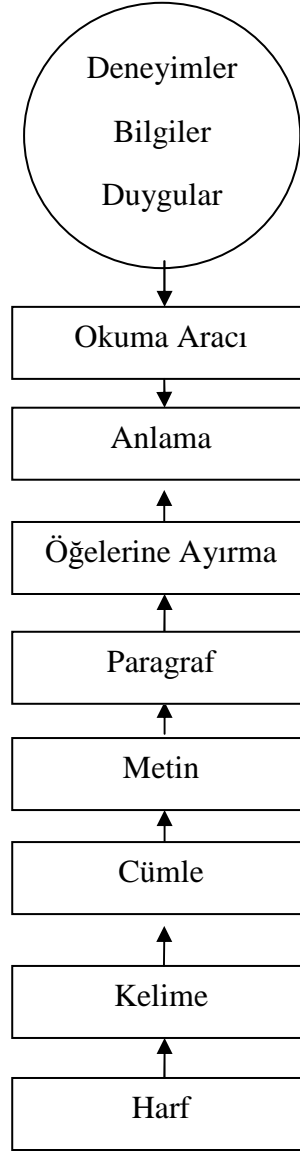 Deneyimler
Bilgiler
Duygular
Okuma Aracı
Anlama
Öğelerine Ayırma
Paragraf
Metin
Cümle
Kelime
Harf